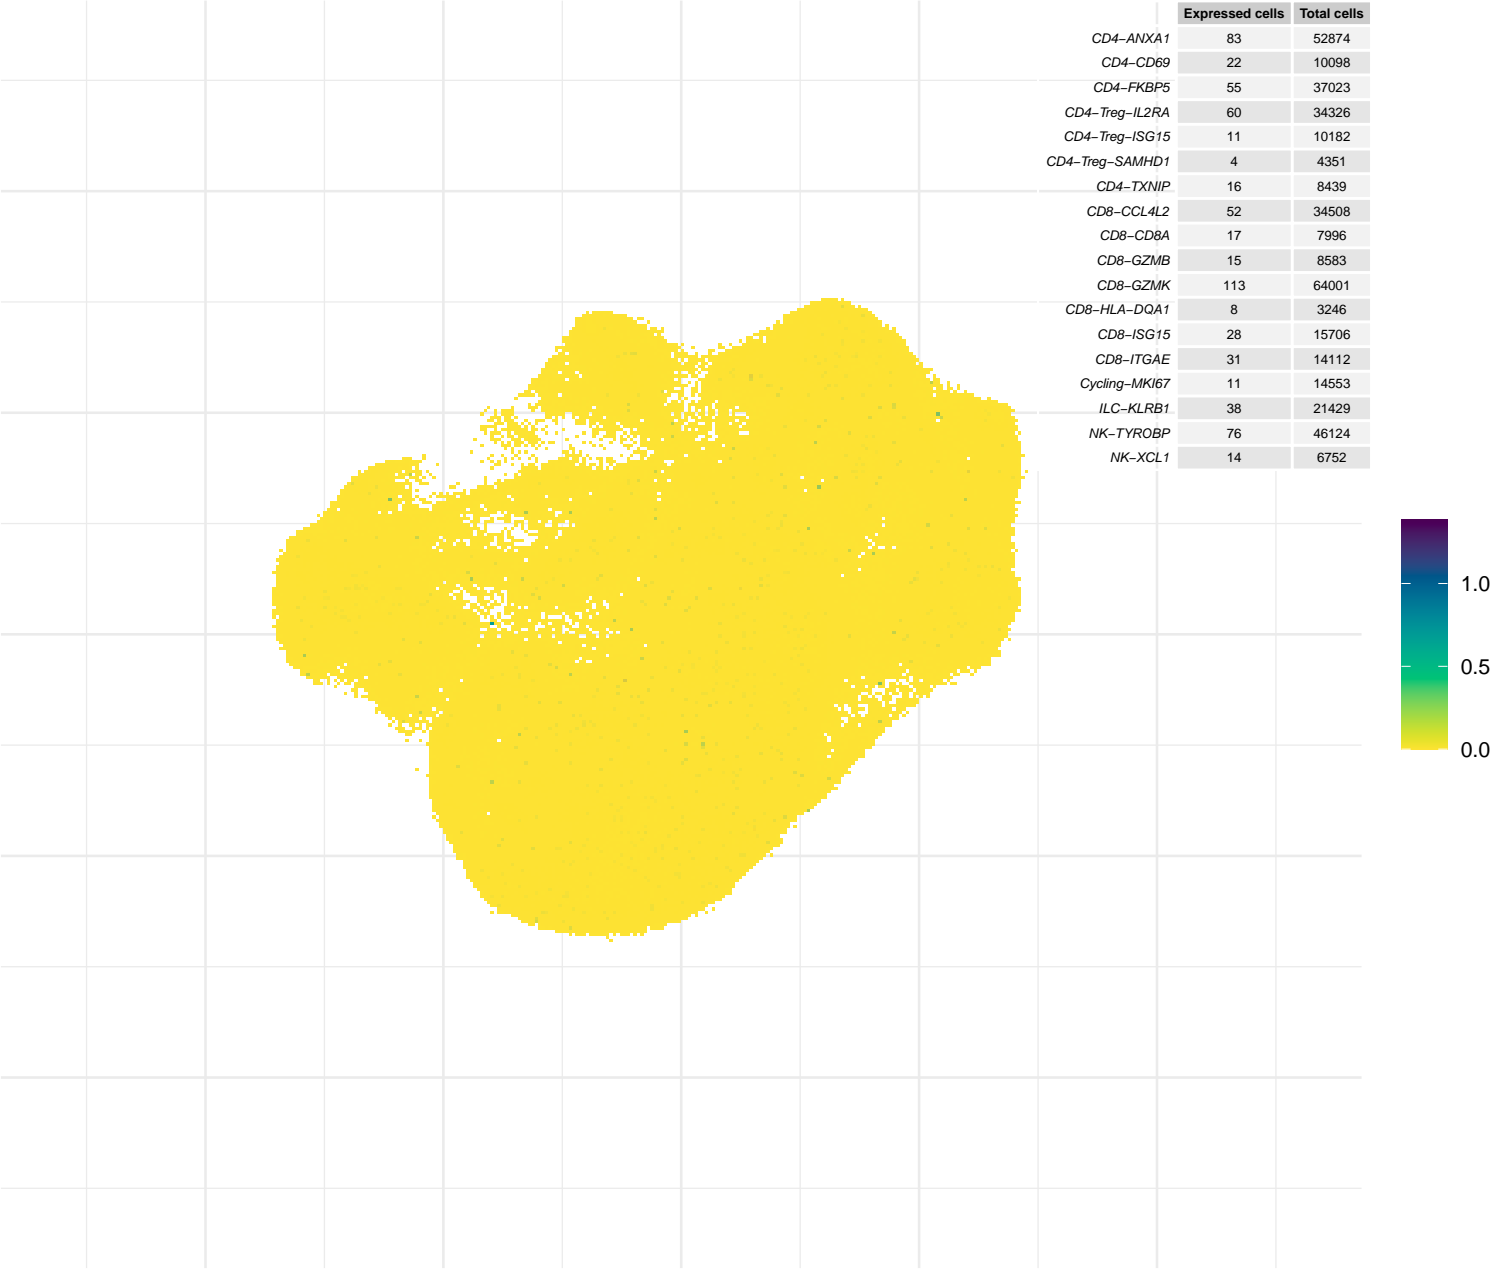 Expressed cells Total cells
CD4−ANXA1 83 52874
CD4−CD69 22 10098
CD4−FKBP5 55 37023
CD4−Treg−IL2RA 60 34326
CD4−Treg−ISG15 11 10182
CD4−Treg−SAMHD1 4 4351
CD4−TXNIP 16 8439
CD8−CCL4L2 52 34508
CD8−CD8A 17 7996
CD8−GZMB 15 8583
CD8−GZMK 113 64001
CD8−HLA−DQA1 8 3246
CD8−ISG15 28 15706
CD8−ITGAE 31 14112
Cycling−MKI67 11 14553
ILC−KLRB1 38 21429
NK−TYROBP 76 46124
NK−XCL1 14 6752
1.0
0.5
0.0